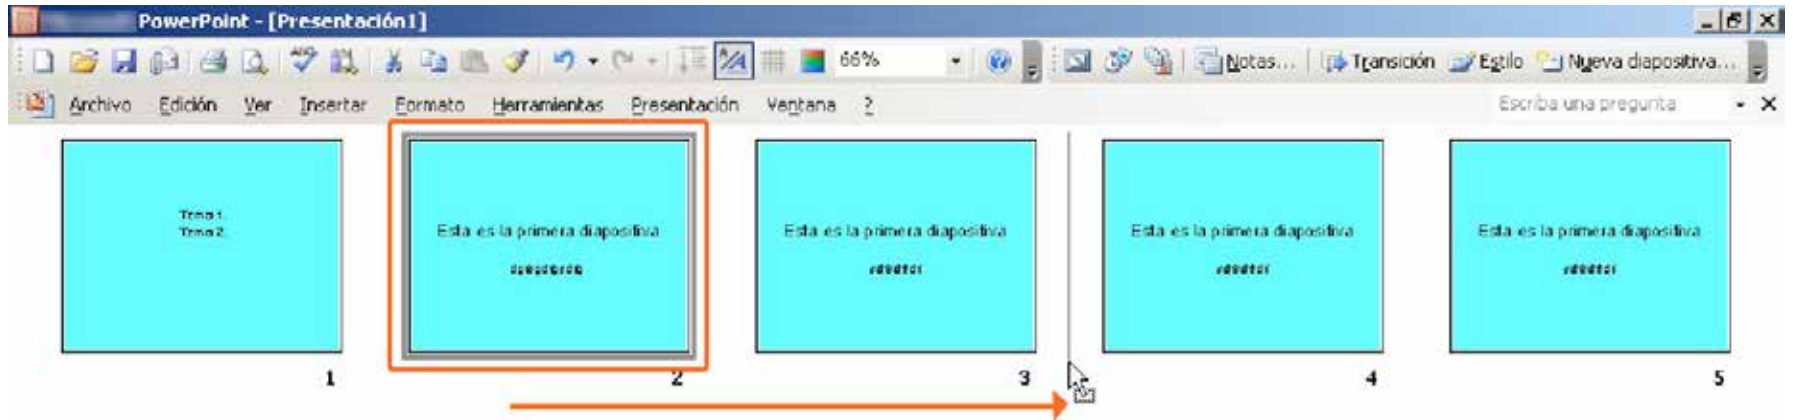 PowerPoint - [Presentación1]
66% Notas... Transición Estilo Nueva diapositiva...
Archivo Edición Ver Insertar Formato Herramientas Presentación Ventana ? Escriba una pregunta
Tema 1.
Tema 2.
1
Esta es la primera diapositiva
2
Esta es la primera diapositiva
3
Esta es la primera diapositiva
4
Esta es la primera diapositiva
5